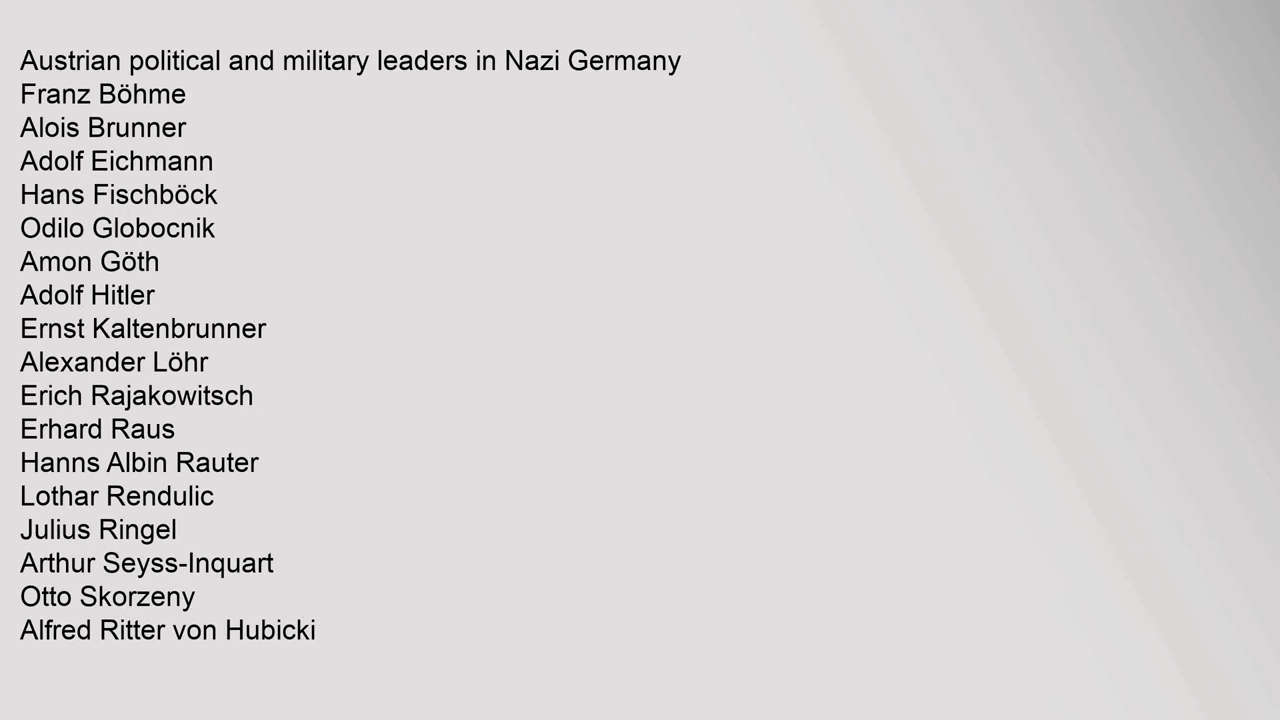 Austrian political and military leaders in Nazi Germany
Franz Böhme
Alois Brunner
Adolf Eichmann
Hans Fischböck
Odilo Globocnik
Amon Göth
Adolf Hitler
Ernst Kaltenbrunner
Alexander Löhr
Erich Rajakowitsch
Erhard Raus
Hanns Albin Rauter
Lothar Rendulic
Julius Ringel
Arthur Seyss-Inquart
Otto Skorzeny
Alfred Ritter von Hubicki